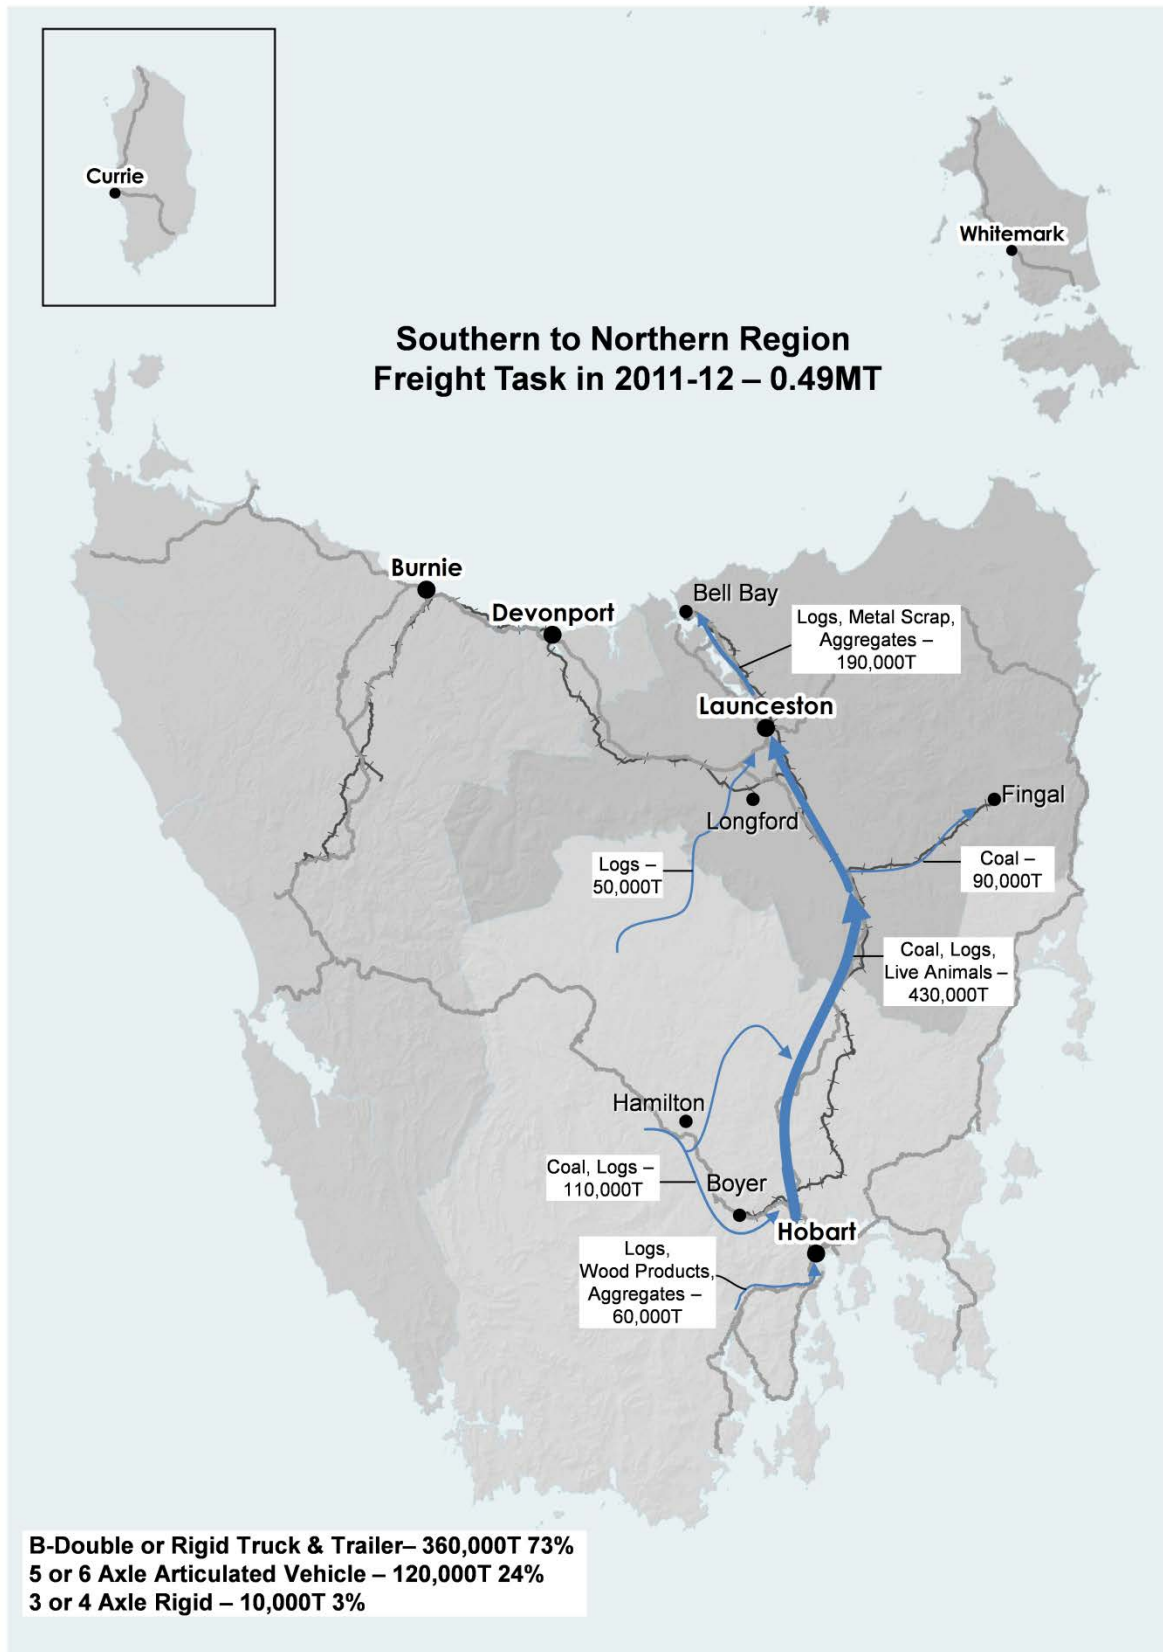 Currie
Whitemark
Southern to Northern Region
Freight Task in 2011-12 – 0.49MT
Burnie
Devonport
Bell Bay
Logs, Metal Scrap,
Aggregates –
190,000T
Launceston
Longford
Fingal
Logs –
50,000T
Coal –
90,000T
Coal, Logs,
Live Animals –
430,000T
Hamilton
Coal, Logs –
110,000T
Boyer
Hobart
Logs,
Wood Products,
Aggregates –
60,000T
B-Double or Rigid Truck & Trailer– 360,000T 73%
5 or 6 Axle Articulated Vehicle – 120,000T 24%
3 or 4 Axle Rigid – 10,000T 3%